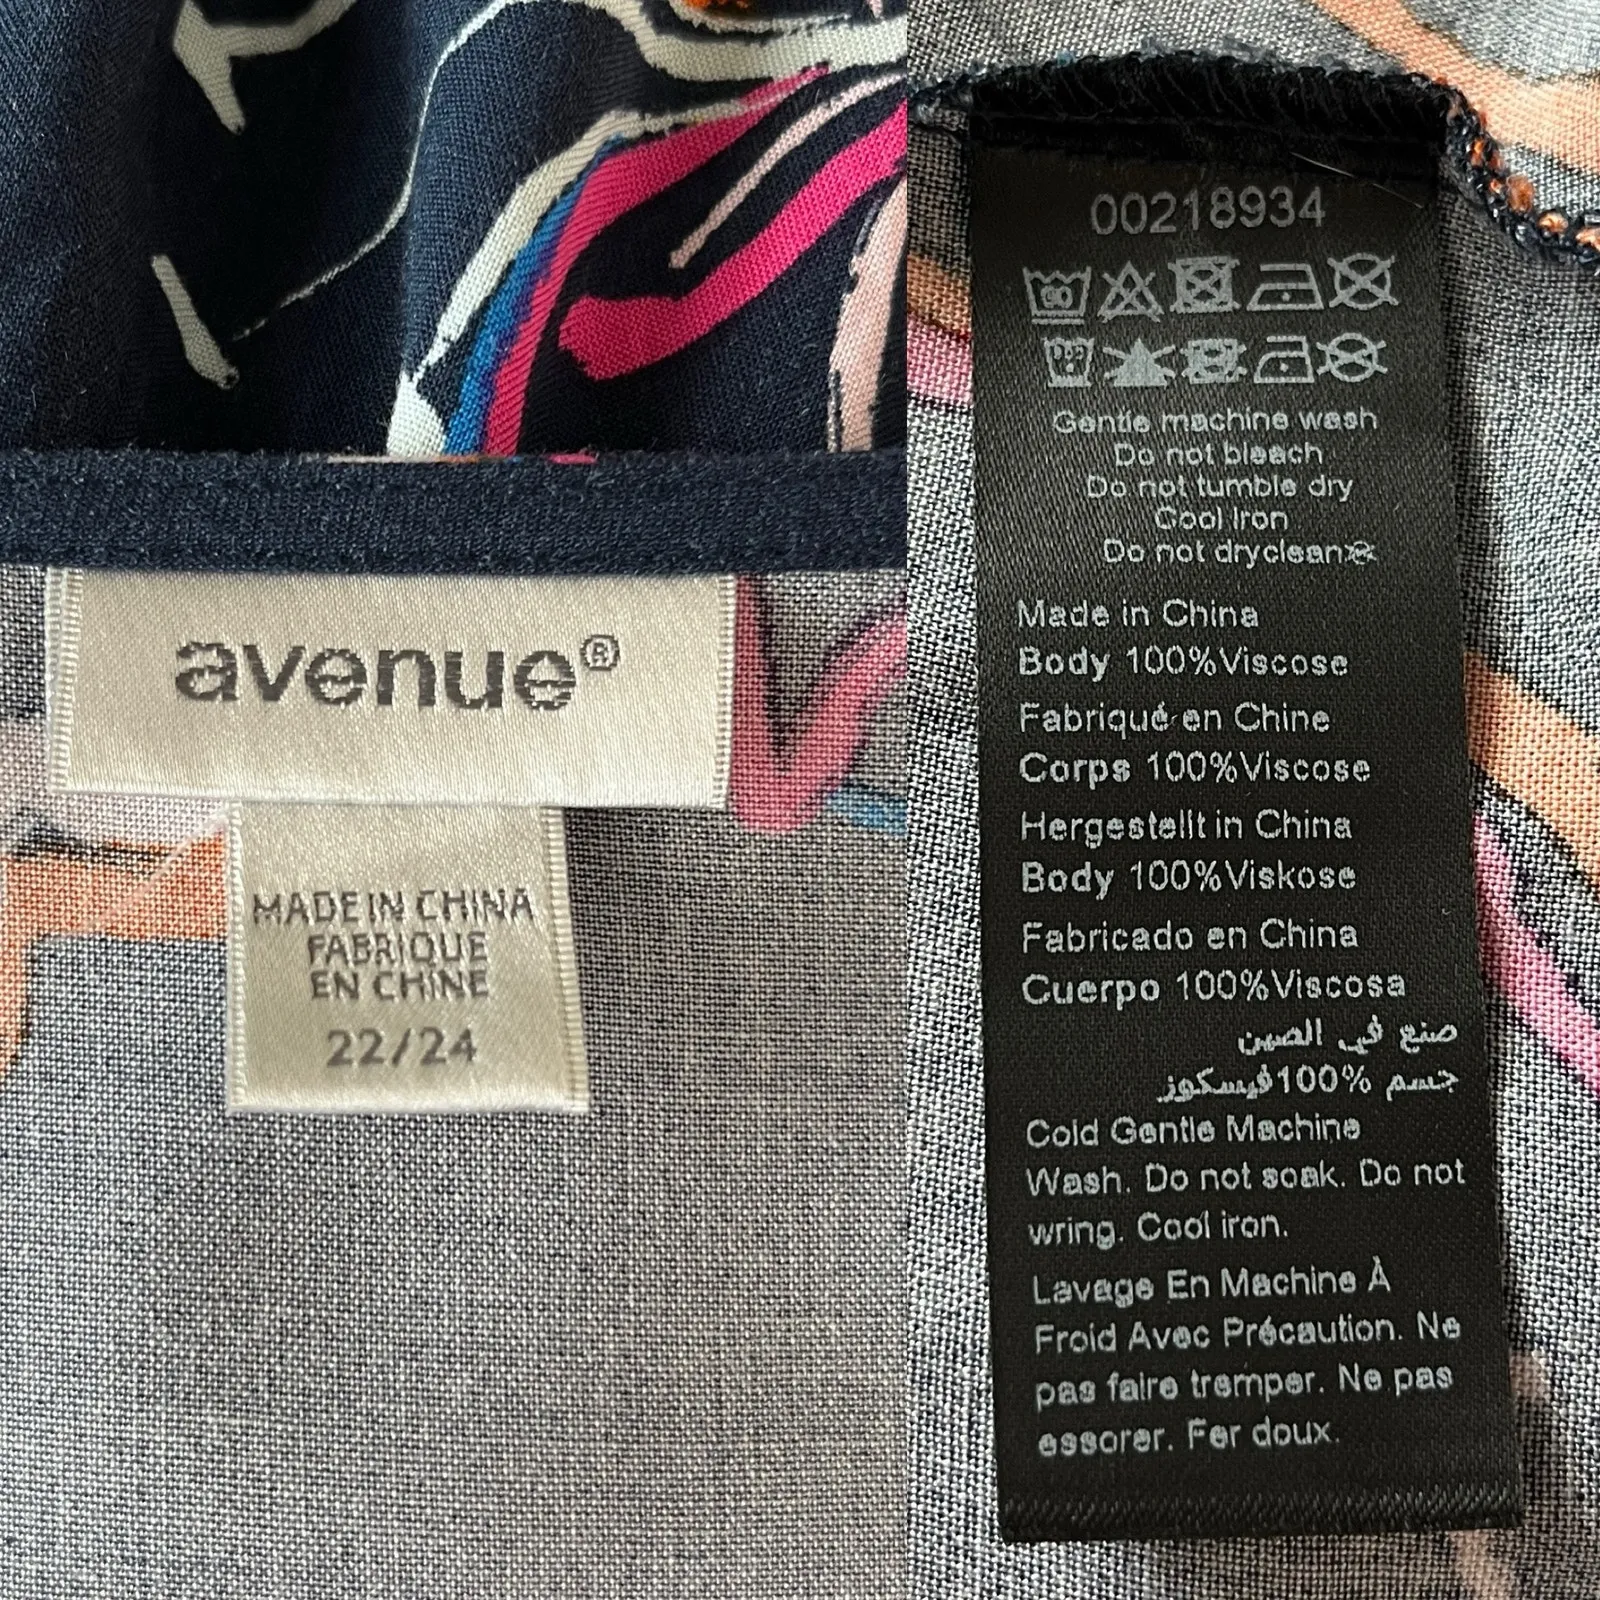 avenue®
MADE IN CHINA
FABRIQUE
EN CHINE
22/24
00218934
Gentle machine wash
Do not bleach
Do not tumble dry
Cool Iron
Do not dryclean
Made in China
Body 100%Viscose
Fabriqué en Chine
Corps 100%Viscose
Hergestellt in China
Body 100%Viskose
Fabricado en China
Cuerpo 100%Viscosa
صنع في الصين
جسم 100%فيسكوز
Cold Gentle Machine
Wash. Do not soak. Do not
wring. Cool iron.
Lavage En Machine À
Froid Avec Précaution. Ne
pas faire tremper. Ne pas
essorer. Fer doux.